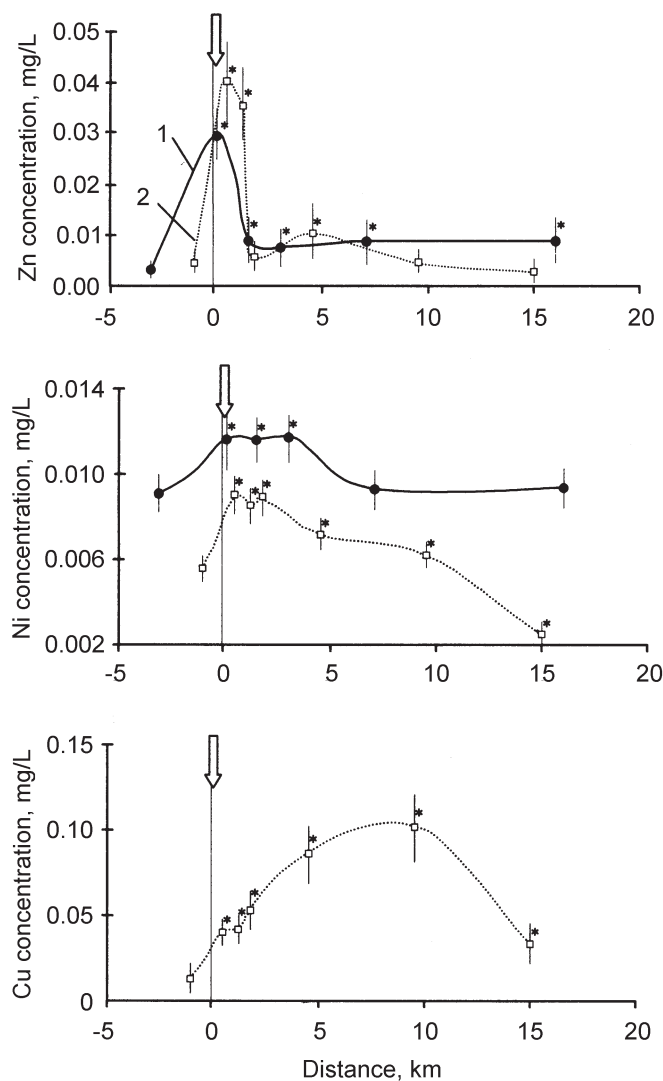 Zn concentration, mg/L
0.05
0.04
0.03
0.02
0.01
0.00
1
2
* * * * * * * *
-5 0 5 10 15 20
Ni concentration, mg/L
0.014
0.010
0.006
0.002
* * * * * * * * *
-5 0 5 10 15 20
Cu concentration, mg/L
0.15
0.10
0.05
0
* * * * * *
-5 0 5 10 15 20
Distance, km